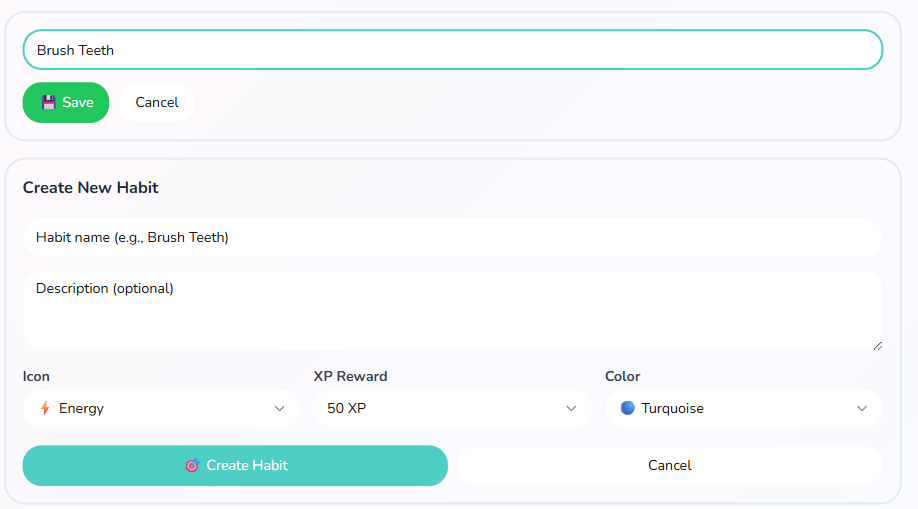 Brush Teeth
💾 Save Cancel
Create New Habit
Habit name (e.g., Brush Teeth)
Description (optional)
Icon XP Reward Color
⚡ Energy 50 XP 🔵 Turquoise
🎯 Create Habit Cancel